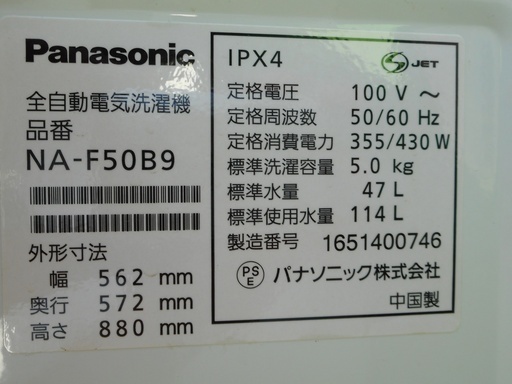 Panasonic
全自動電気洗濯機
品番
NA-F50B9
外形寸法
幅 562 mm
奥行 572 mm
高さ 880 mm
IPX4
S JET
定格電圧 100 V ～
定格周波数 50/60 Hz
定格消費電力 355/430 W
標準洗濯容量 5.0 kg
標準水量 47 L
標準使用水量 114 L
製造番号 1651400746
PS E パナソニック株式会社
中国製